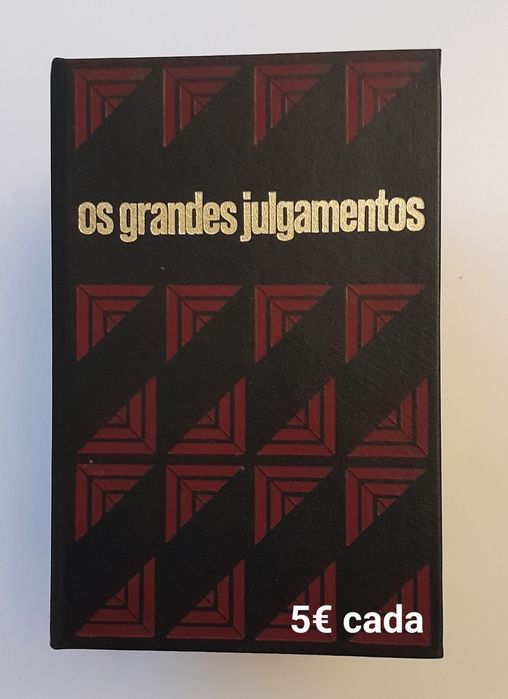 os grandes julgamentos
5€ cada